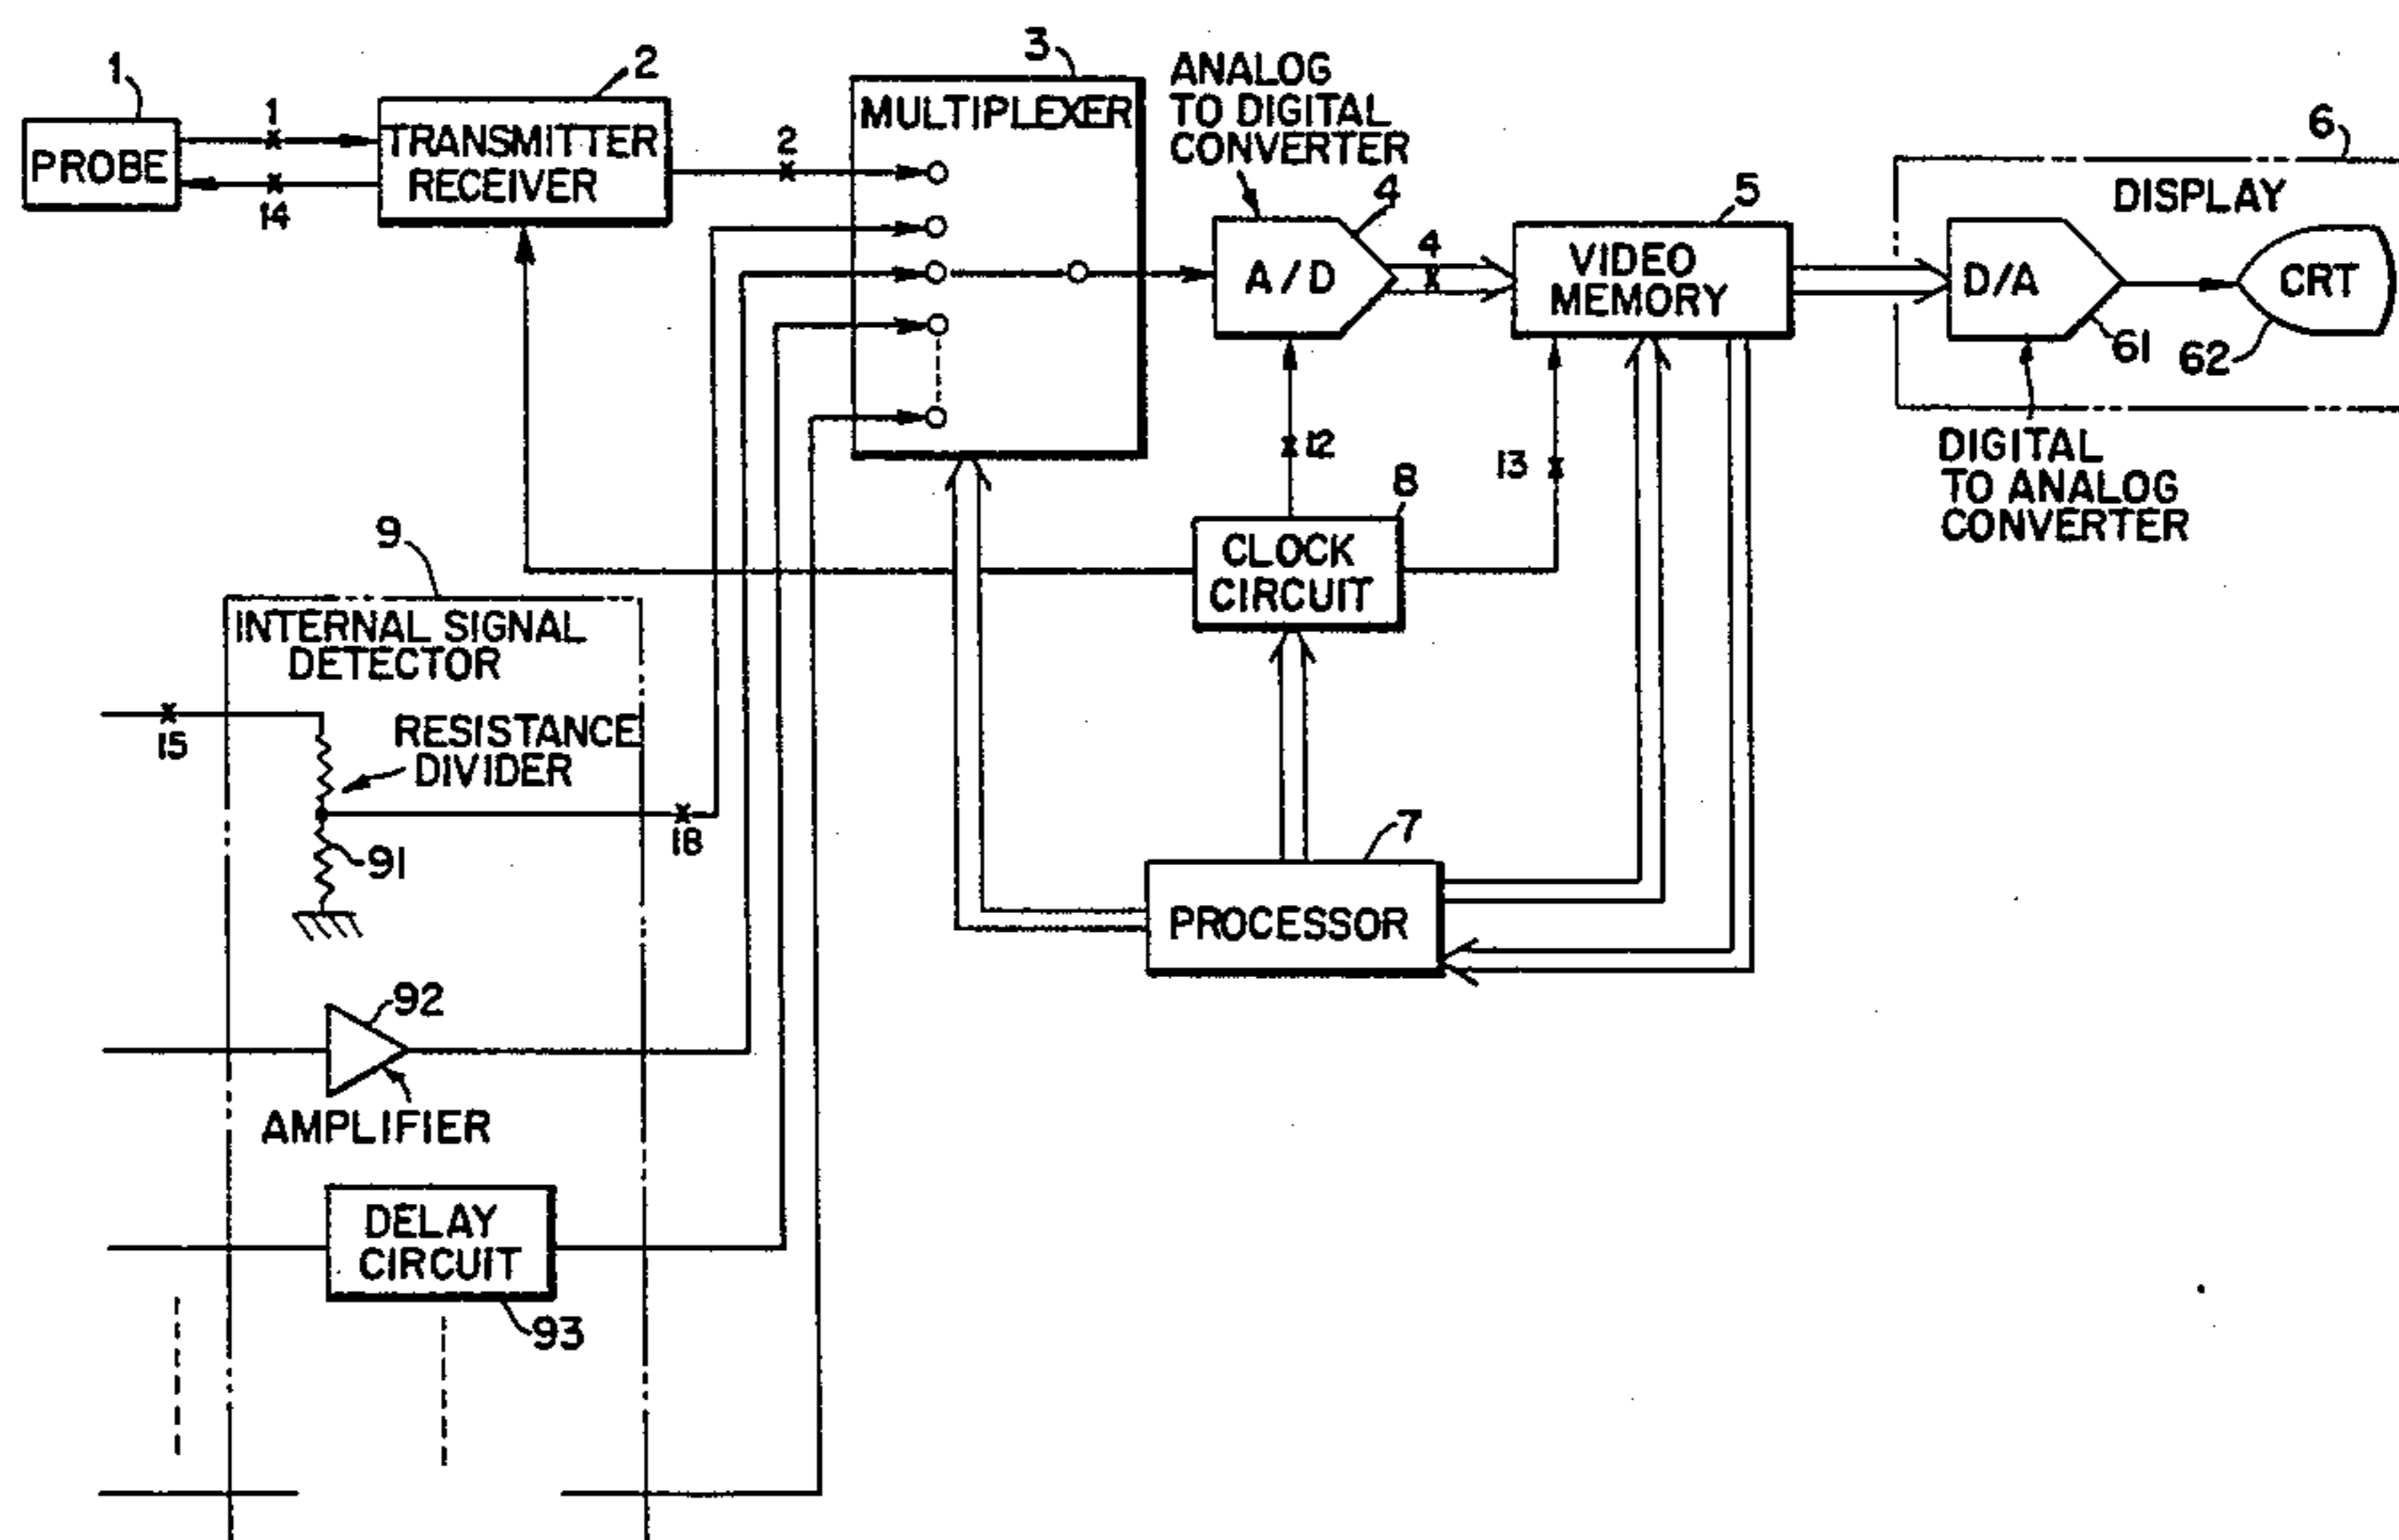 1
2
3
6
PROBE
1
14
TRANSMITTER
RECEIVER
2
MULTIPLEXER
ANALOG
TO DIGITAL
CONVERTER
4
A/D
4
5
VIDEO
MEMORY
DISPLAY
D/A
CRT
61
62
DIGITAL
TO ANALOG
CONVERTER
12
13
8
CLOCK
CIRCUIT
9
INTERNAL SIGNAL
DETECTOR
15
RESISTANCE
DIVIDER
18
91
7
PROCESSOR
92
AMPLIFIER
DELAY
CIRCUIT
93